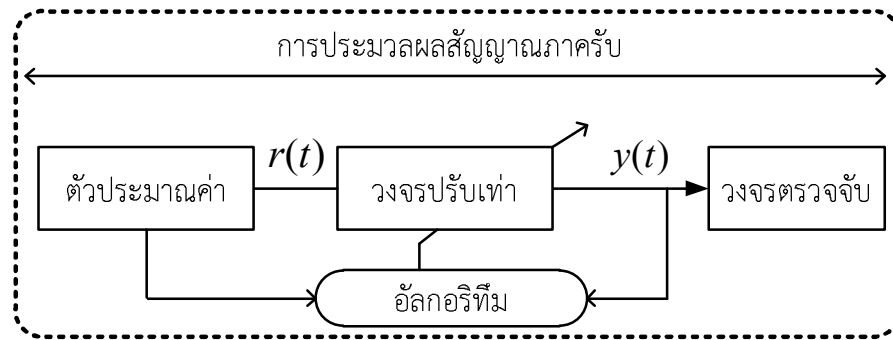 การประมวลผลสัญญาณภาครับ
ตัวประมาณค่า
r(t)
วงจรปรับเท่า
y(t)
วงจรตรวจจับ
อัลกอริทึม